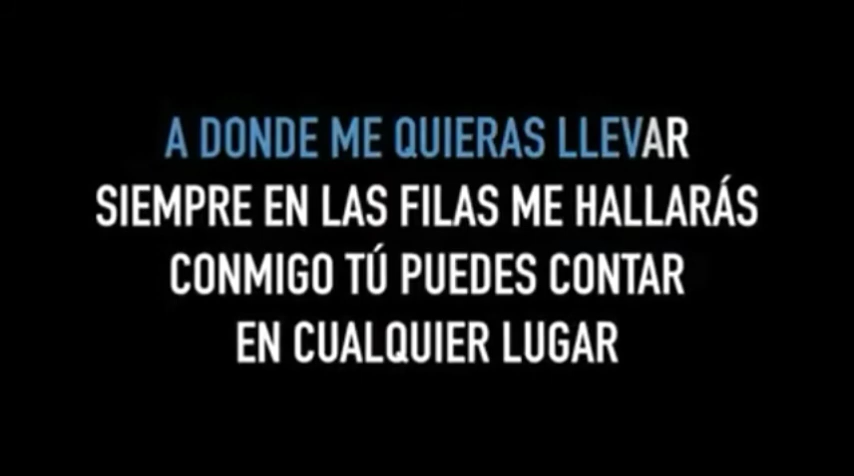 A DONDE ME QUIERAS LLEVAR
SIEMPRE EN LAS FILAS ME HALLARÁS
CONMIGO TÚ PUEDES CONTAR
EN CUALQUIER LUGAR